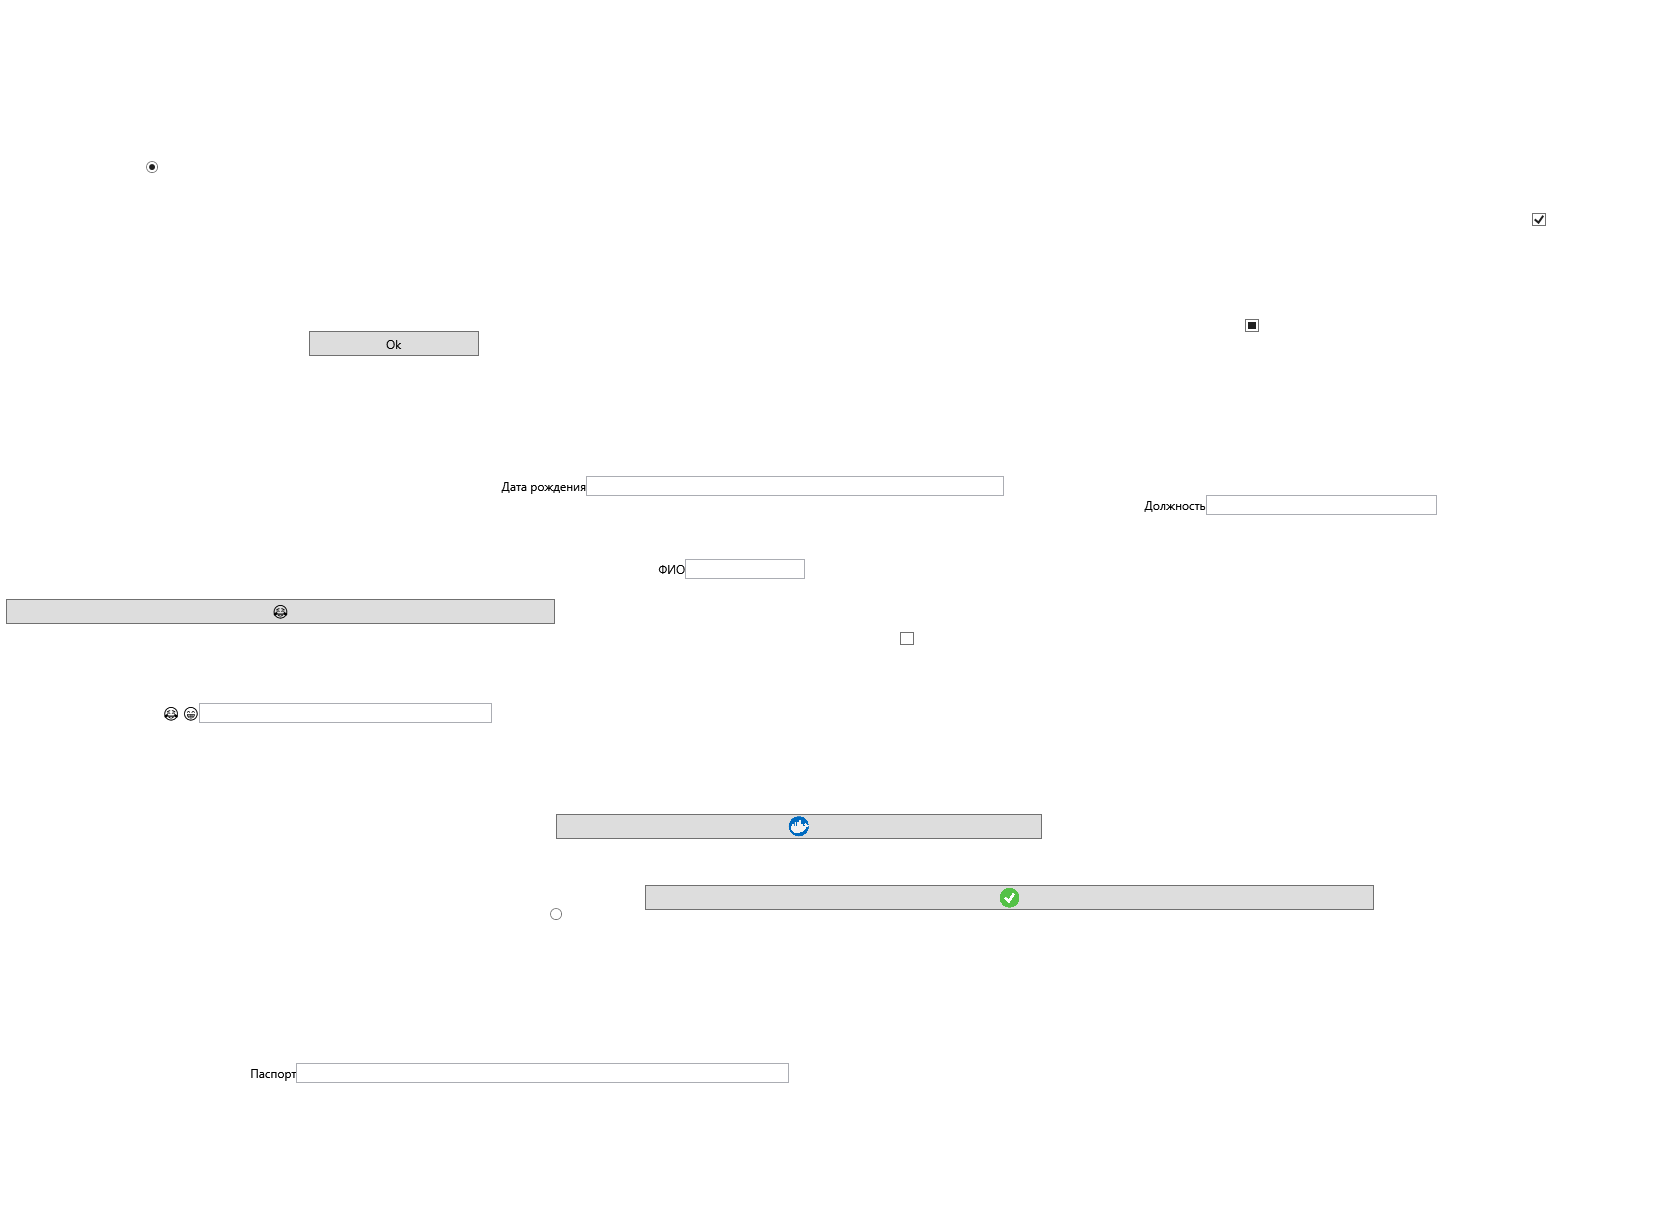 Ok
Дата рождения
Должность
ФИО
😂
😂 😁
Паспорт